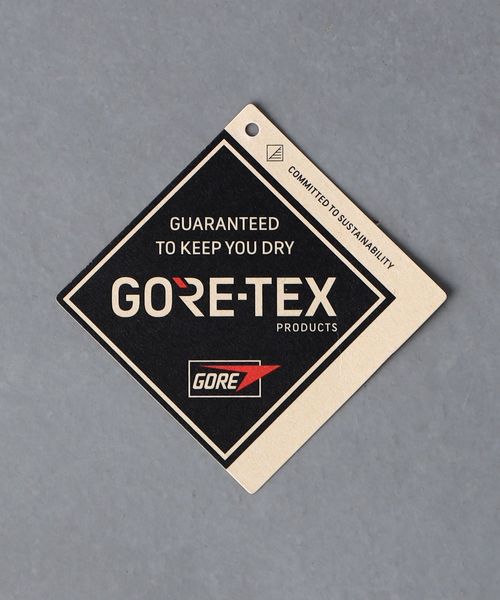 COMMITTED TO SUSTAINABILITY
GUARANTEED
TO KEEP YOU DRY
GORE-TEX
PRODUCTS
GORE